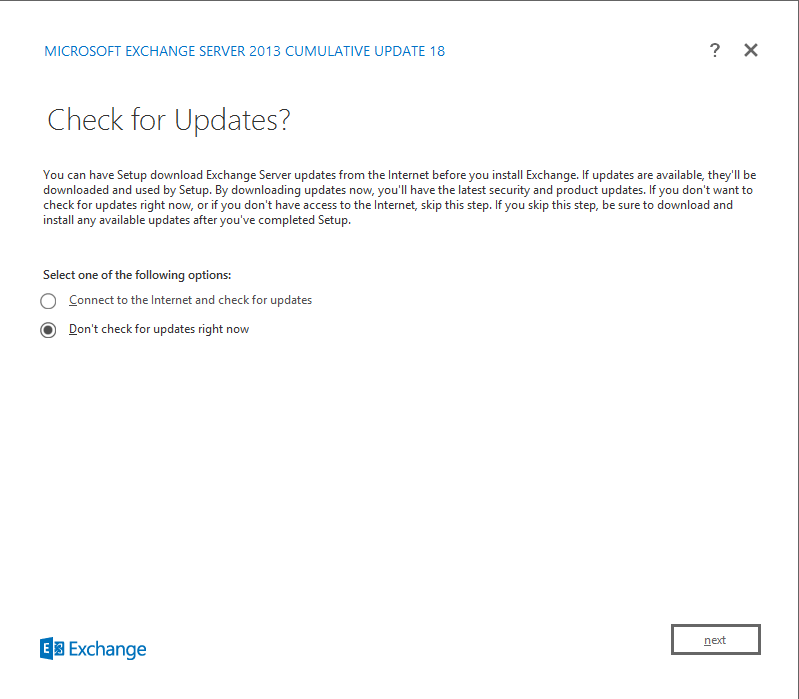 MICROSOFT EXCHANGE SERVER 2013 CUMULATIVE UPDATE 18
?
Check for Updates?
You can have Setup download Exchange Server updates from the Internet before you install Exchange. If updates are available, they'll be
downloaded and used by Setup. By downloading updates now, you'll have the latest security and product updates. If you don't want to
check for updates right now, or if you don't have access to the Internet, skip this step. If you skip this step, be sure to download and
install any available updates after you've completed Setup.
Select one of the following options:
Connect to the Internet and check for updates
Don't check for updates right now
Exchange
next